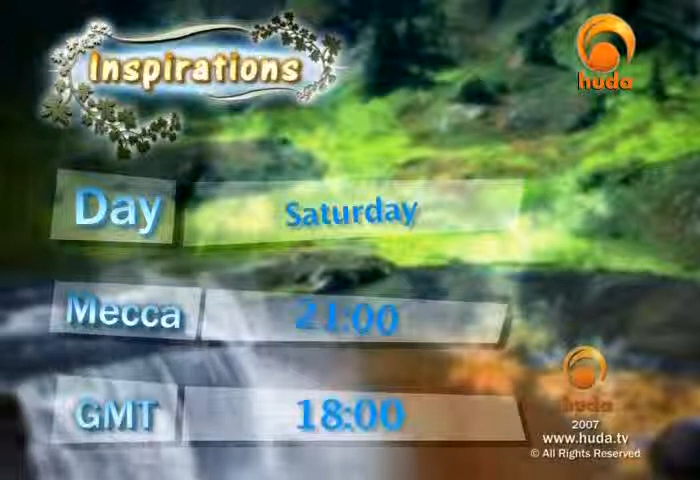 Inspirations
huda
Day
Saturday
Mecca
21:00
GMT
18:00
huda
2007
www.huda.tv
© All Rights Reserved